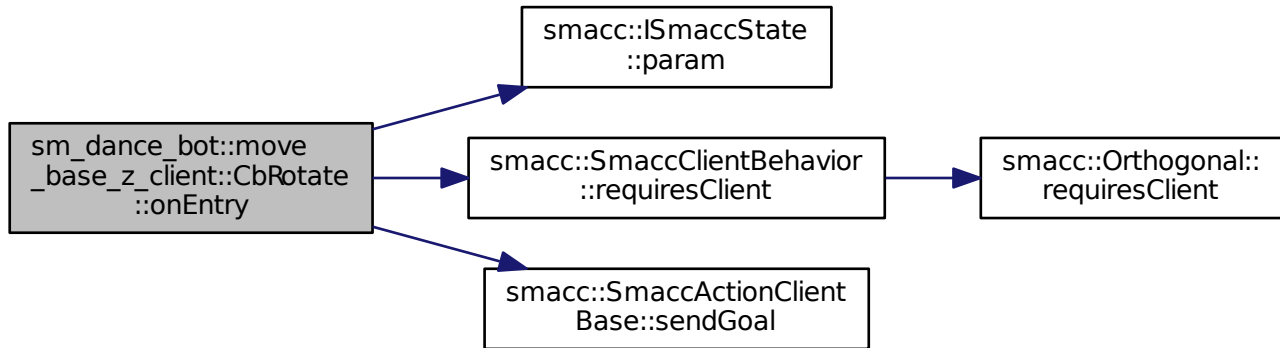 sm_dance_bot::move
_base_z_client::CbRotate
::onEntry
smacc::ISmaccState
::param
smacc::SmaccClientBehavior
::requiresClient
smacc::Orthogonal::
requiresClient
smacc::SmaccActionClient
Base::sendGoal